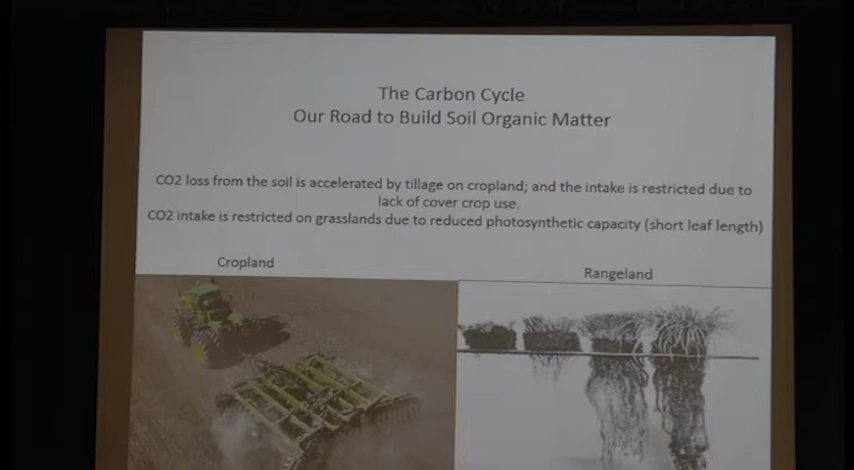 The Carbon Cycle
Our Road to Build Soil Organic Matter
CO2 loss from the soil is accelerated by tillage on cropland; and the intake is restricted due to
lack of cover crop use.
CO2 intake is restricted on grasslands due to reduced photosynthetic capacity (short leaf length)
Cropland
Rangeland